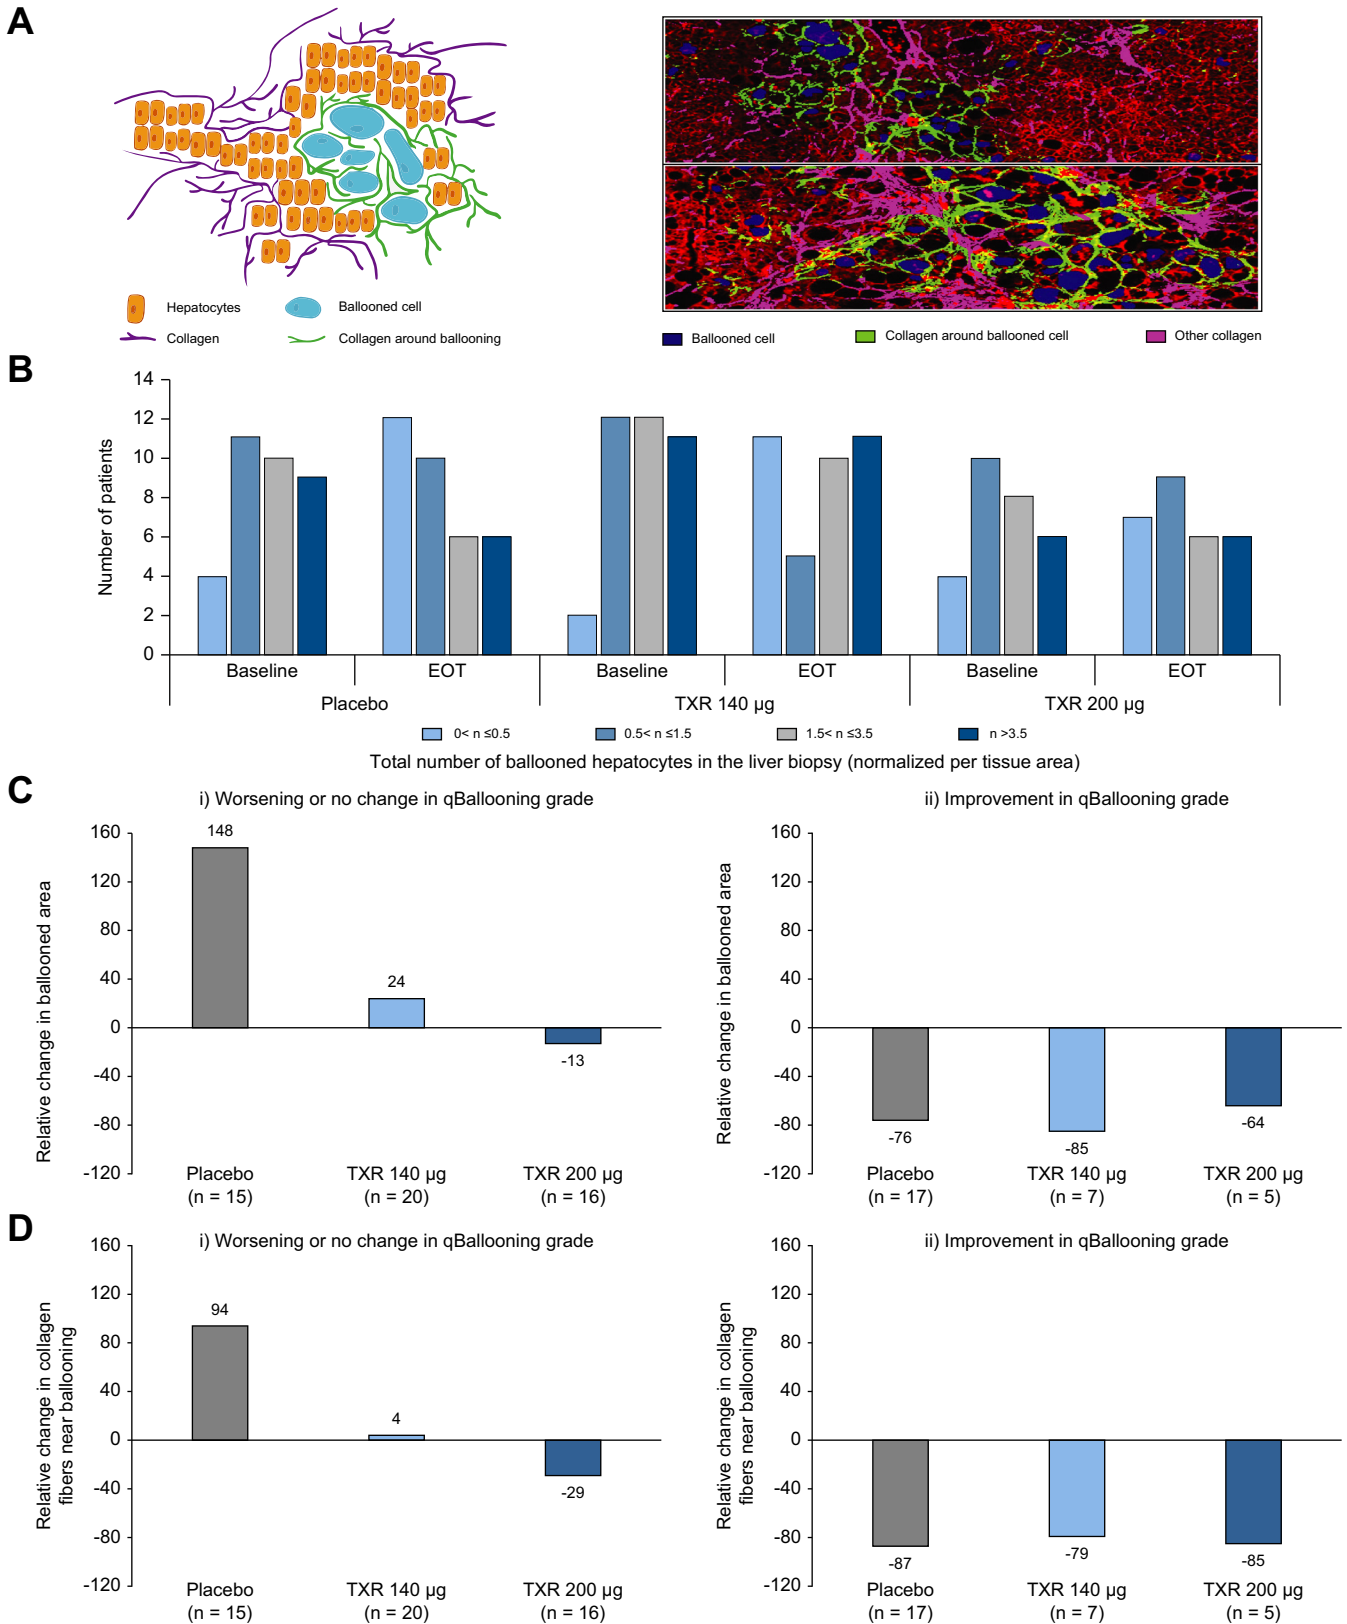 A
Hepatocytes
Ballooned cell
Collagen
Collagen around ballooning
Ballooned cell
Collagen around ballooned cell
Other collagen
B
Number of patients
14
12
10
8
6
4
2
0
Baseline
EOT
Baseline
EOT
Baseline
EOT
Placebo
TXR 140 µg
TXR 200 µg
0< n ≤0.5
0.5< n ≤1.5
1.5< n ≤3.5
n >3.5
Total number of ballooned hepatocytes in the liver biopsy (normalized per tissue area)
C
i) Worsening or no change in qBallooning grade
Relative change in ballooned area
160
120
80
40
0
-40
-80
-120
148
24
-13
Placebo
(n = 15)
TXR 140 µg
(n = 20)
TXR 200 µg
(n = 16)
ii) Improvement in qBallooning grade
Relative change in ballooned area
160
120
80
40
0
-40
-80
-120
-76
-85
-64
Placebo
(n = 17)
TXR 140 µg
(n = 7)
TXR 200 µg
(n = 5)
D
i) Worsening or no change in qBallooning grade
Relative change in collagen
fibers near ballooning
160
120
80
40
0
-40
-80
-120
94
4
-29
Placebo
(n = 15)
TXR 140 µg
(n = 20)
TXR 200 µg
(n = 16)
ii) Improvement in qBallooning grade
Relative change in collagen
fibers near ballooning
160
120
80
40
0
-40
-80
-120
-87
-79
-85
Placebo
(n = 17)
TXR 140 µg
(n = 7)
TXR 200 µg
(n = 5)